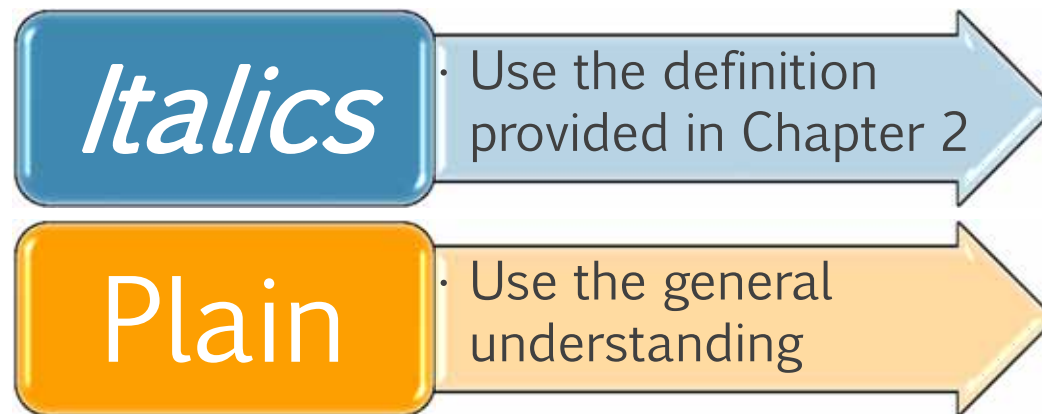 Italics
· Use the definition
provided in Chapter 2
Plain
· Use the general
understanding